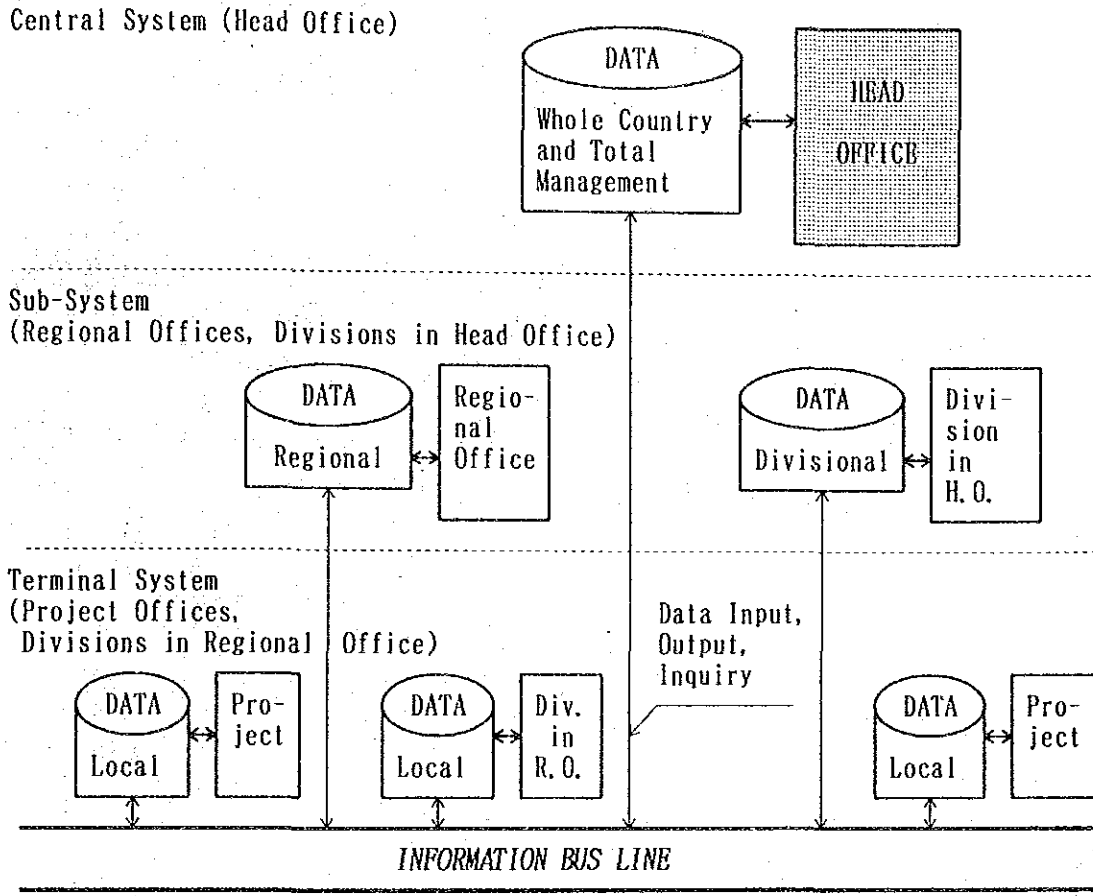 Central System (Head Office)
DATA
Whole Country
and Total
Management
HEAD
OFFICE
Sub-System
(Regional Offices, Divisions in Head Office)
DATA
Regional
Regio-
nal
Office
DATA
Divisional
Divi-
sion
in
H.O.
Terminal System
(Project Offices,
Divisions in Regional Office)
Data Input,
Output,
Inquiry
DATA
Local
Pro-
ject
DATA
Local
Div.
in
R.O.
DATA
Local
Pro-
ject
INFORMATION BUS LINE